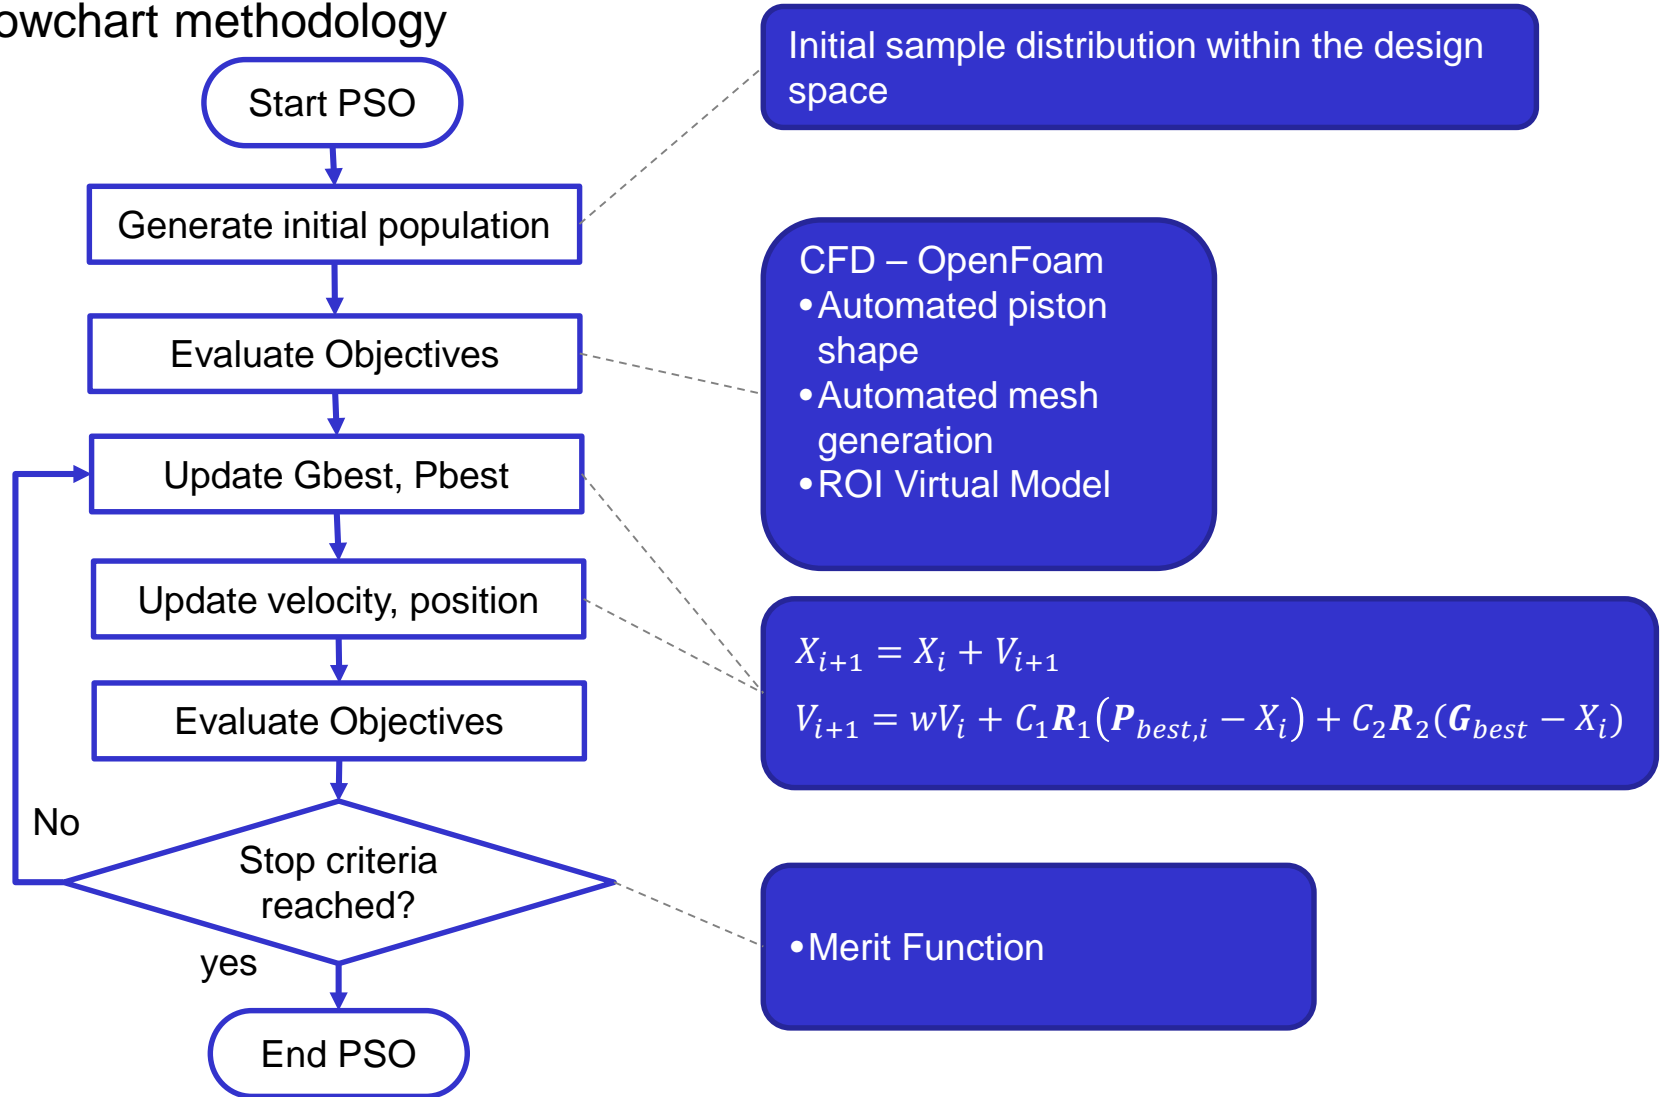 owchart methodology
Start PSO
Generate initial population
Evaluate Objectives
Update Gbest, Pbest
Update velocity, position
Evaluate Objectives
No
Stop criteria
reached?
yes
End PSO
Initial sample distribution within the design
space
CFD – OpenFoam
•Automated piston
shape
•Automated mesh
generation
•ROI Virtual Model
𝑋_{𝑖+1} = 𝑋_𝑖 + 𝑉_{𝑖+1}
𝑉_{𝑖+1} = 𝑤𝑉_𝑖 + 𝐶_1𝑹_1(𝑷_{𝑏𝑒𝑠𝑡,𝑖} − 𝑋_𝑖) + 𝐶_2𝑹_2(𝑮_{𝑏𝑒𝑠𝑡} − 𝑋_𝑖)
•Merit Function